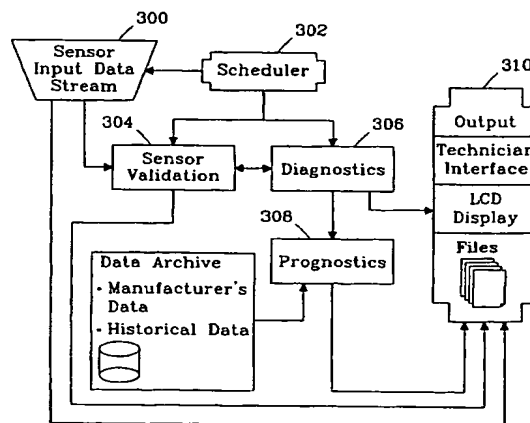 300
Sensor
Input Data
Stream
302
Scheduler
304
Sensor
Validation
306
Diagnostics
308
Prognostics
Data Archive
· Manufacturer's
Data
· Historical Data
310
Output
Technician
Interface
LCD
Display
Files